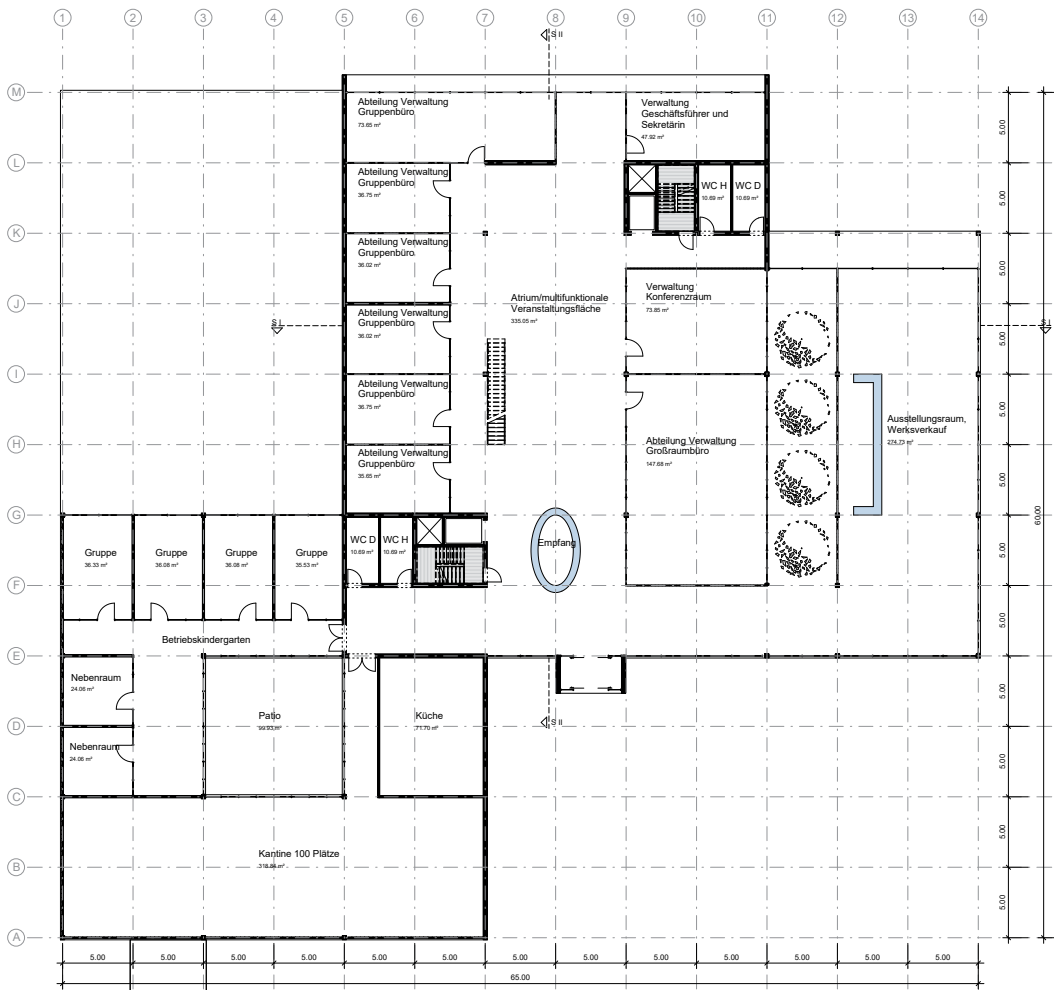 1 2 3 4 5 6 7 8 9 10 11 12 13 14
S II
M
Abteilung Verwaltung
Gruppenbüro
73.65 m²
Verwaltung
Geschäftsführer und
Sekretärin
47.92 m²
5.00
L
Abteilung Verwaltung
Gruppenbüro
36.75 m²
WC H
10.69 m²
WC D
10.69 m²
5.00
K
Abteilung Verwaltung
Gruppenbüro
36.02 m²
5.00
Atrium/multifunktionale
Veranstaltungsfläche
335.05 m²
Verwaltung
Konferenzraum
73.85 m²
J
Abteilung Verwaltung
Gruppenbüro
36.02 m²
S I
S I
5.00
I
Abteilung Verwaltung
Gruppenbüro
36.75 m²
5.00
Ausstellungsraum,
Werksverkauf
274.73 m²
H
Abteilung Verwaltung
Gruppenbüro
35.65 m²
Abteilung Verwaltung
Großraumbüro
147.68 m²
5.00
G
60.00
Gruppe
36.33 m²
Gruppe
36.08 m²
Gruppe
36.08 m²
Gruppe
35.53 m²
WC D
10.69 m²
WC H
10.69 m²
Empfang
5.00
F
Betriebskindergarten
5.00
E
Nebenraum
24.06 m²
Patio
99.93 m²
Küche
71.70 m²
S II
5.00
D
Nebenraum
24.06 m²
5.00
C
Kantine 100 Plätze
318.84 m²
5.00
B
5.00
A
5.00 5.00 5.00 5.00 5.00 5.00 5.00 5.00 5.00 5.00 5.00 5.00 5.00
65.00